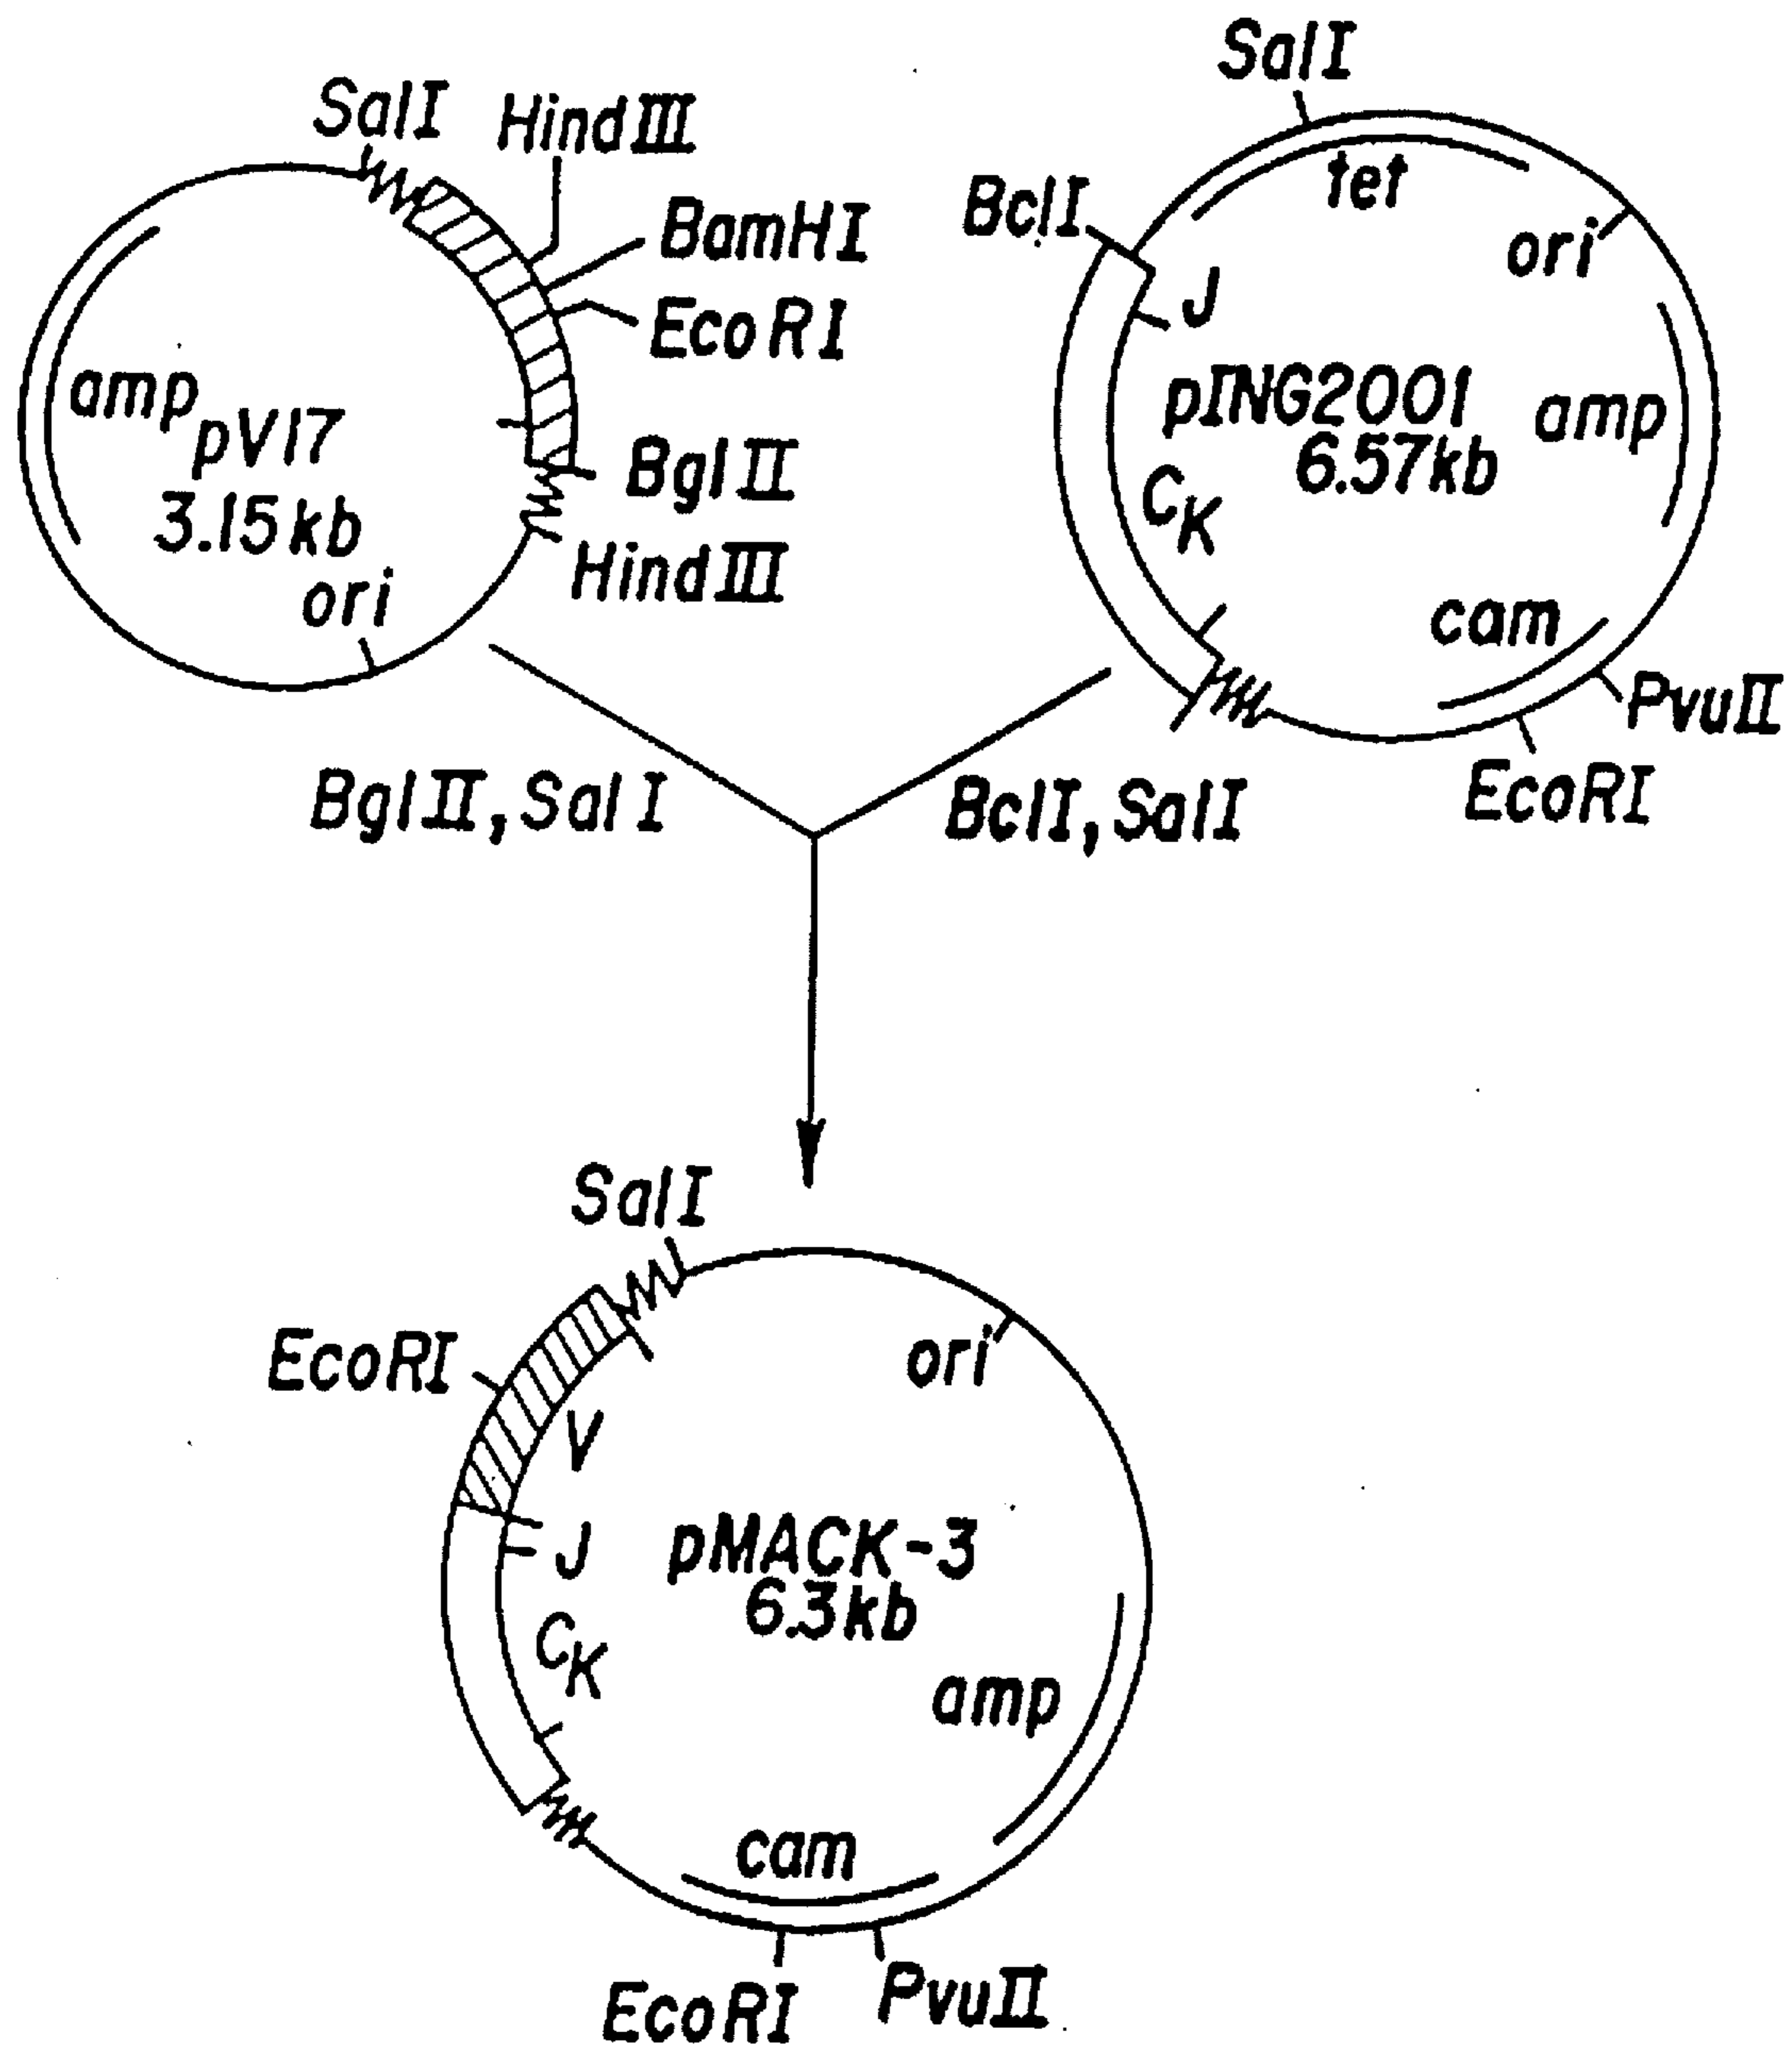 SalI
HindIII
BamHI
EcoRI
amp
pV17
3.15kb
BglII
HindIII
ori
SalI
BclI
tet
ori
J
pING2001
6.57kb
amp
CK
cam
PvuII
EcoRI
BglII, SalI
BclI, SalI
SalI
EcoRI
ori
V
J
pMACK-3
6.3kb
CK
amp
cam
EcoRI
PvuII